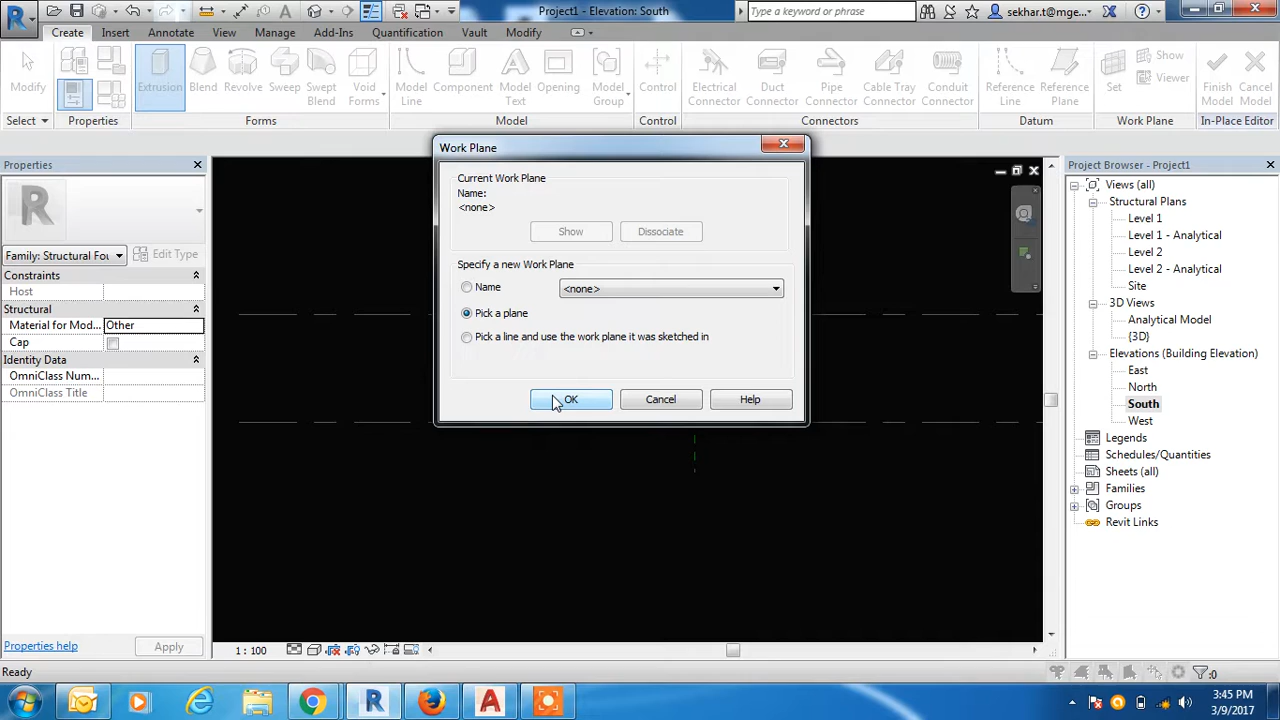 Project1 - Elevation: South
Type a keyword or phrase
sekhar.t@mge...
Create Insert Annotate View Manage Add-Ins Quantification Vault Modify
Modify
Extrusion Blend Revolve Sweep Swept Blend Void Forms
Model Line Component Model Text Opening Model Group
Control
Electrical Connector Duct Connector Pipe Connector Cable Tray Connector Conduit Connector
Reference Line Reference Plane
Set Show
Viewer
Finish Model Cancel Model
Select Properties Forms Model Control Connectors Datum Work Plane In-Place Editor
Properties
R
Family: Structural Fou
Edit Type
Constraints
Host
Structural
Material for Mod... Other
Cap
Identity Data
OmniClass Num...
OmniClass Title
Properties help Apply
Work Plane
Current Work Plane
Name:
<none>
Show Dissociate
Specify a new Work Plane
Name <none>
Pick a plane
Pick a line and use the work plane it was sketched in
OK Cancel Help
Project Browser - Project1
Views (all)
Structural Plans
Level 1
Level 1 - Analytical
Level 2
Level 2 - Analytical
Site
3D Views
Analytical Model
{3D}
Elevations (Building Elevation)
East
North
South
West
Legends
Schedules/Quantities
Sheets (all)
Families
Groups
Revit Links
1 : 100
Ready
:0
3:45 PM
3/9/2017